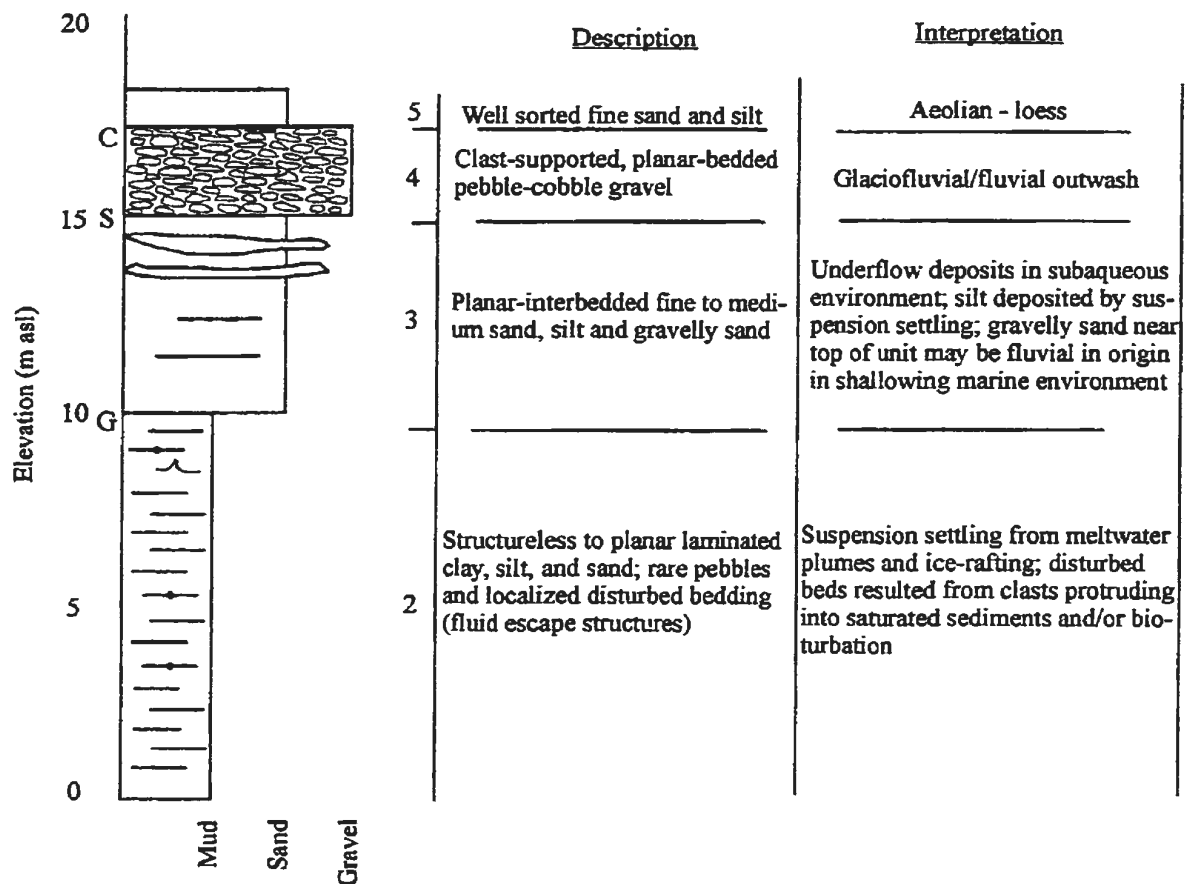 Description
Interpretation
20
C
15 S
10 G
5
0
Elevation (m asl)
Mud
Sand
Gravel
5
Well sorted fine sand and silt
Aeolian - loess
4
Clast-supported, planar-bedded
pebble-cobble gravel
Glaciofluvial/fluvial outwash
3
Planar-interbedded fine to medi-
um sand, silt and gravelly sand
Underflow deposits in subaqueous
environment; silt deposited by sus-
pension settling; gravelly sand near
top of unit may be fluvial in origin
in shallowing marine environment
2
Structureless to planar laminated
clay, silt, and sand; rare pebbles
and localized disturbed bedding
(fluid escape structures)
Suspension settling from meltwater
plumes and ice-rafting; disturbed
beds resulted from clasts protruding
into saturated sediments and/or bio-
turbation